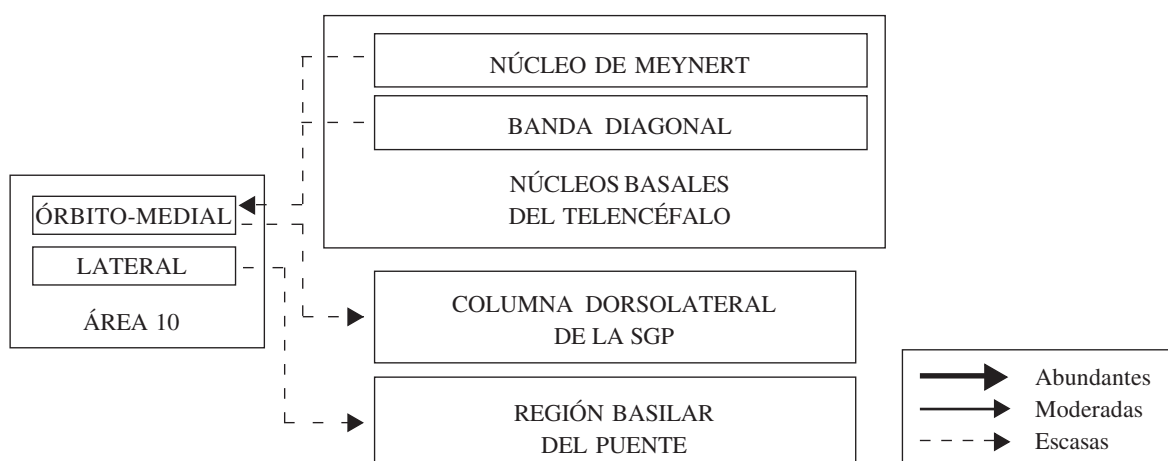 NÚCLEO DE MEYNERT
BANDA DIAGONAL
NÚCLEOS BASALES
DEL TELENCÉFALO
ÓRBITO-MEDIAL
LATERAL
ÁREA 10
COLUMNA DORSOLATERAL
DE LA SGP
REGIÓN BASILAR
DEL PUENTE
Abundantes
Moderadas
Escasas